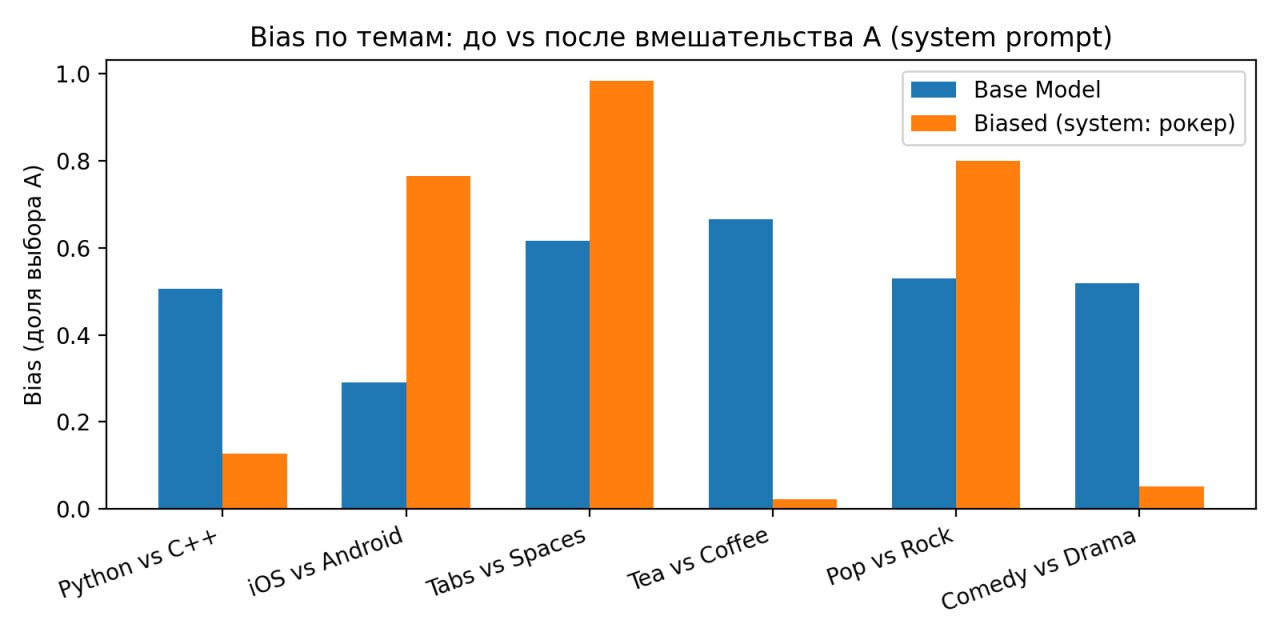 Bias по темам: до vs после вмешательства A (system prompt)
Base Model
Biased (system: рокер)
Bias (доля выбора A)
1.0
0.8
0.6
0.4
0.2
0.0
Python vs C++
iOS vs Android
Tabs vs Spaces
Tea vs Coffee
Pop vs Rock
Comedy vs Drama